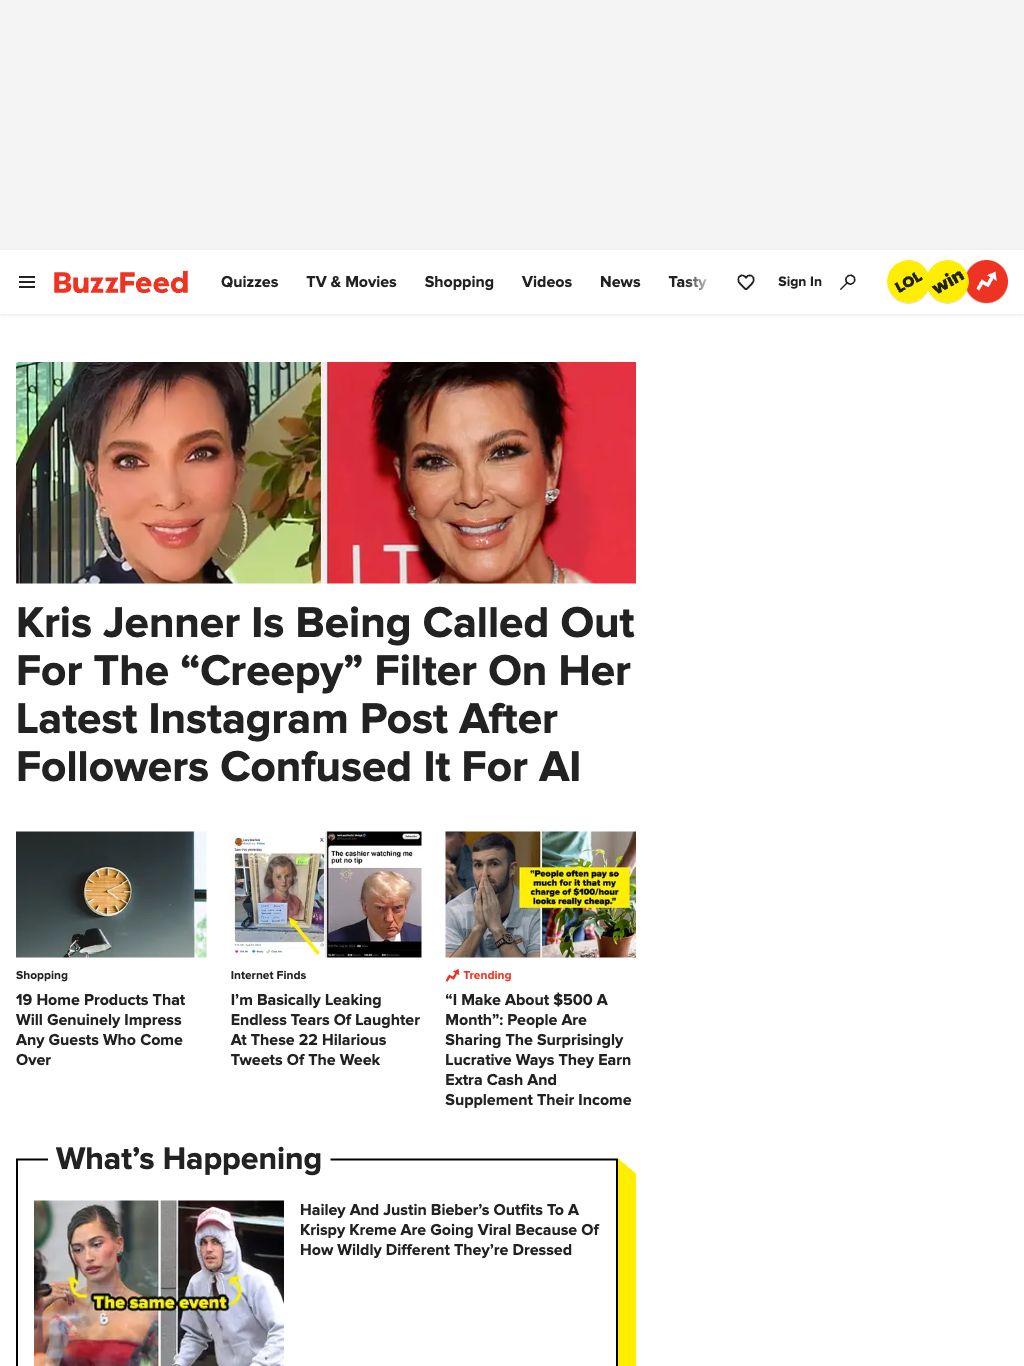 BuzzFeed
Quizzes
TV & Movies
Shopping
Videos
News
Tasty
Sign In
LOL
win
LIT
Kris Jenner Is Being Called Out
For The “Creepy” Filter On Her
Latest Instagram Post After
Followers Confused It For AI
The cashier watching me
put no tip
"People often pay so
much for it that my
charge of $100/hour
looks really cheap."
Shopping
19 Home Products That
Will Genuinely Impress
Any Guests Who Come
Over
Internet Finds
I’m Basically Leaking
Endless Tears Of Laughter
At These 22 Hilarious
Tweets Of The Week
Trending
“I Make About $500 A
Month”: People Are
Sharing The Surprisingly
Lucrative Ways They Earn
Extra Cash And
Supplement Their Income
What’s Happening
The same event
Hailey And Justin Bieber’s Outfits To A
Krispy Kreme Are Going Viral Because Of
How Wildly Different They’re Dressed